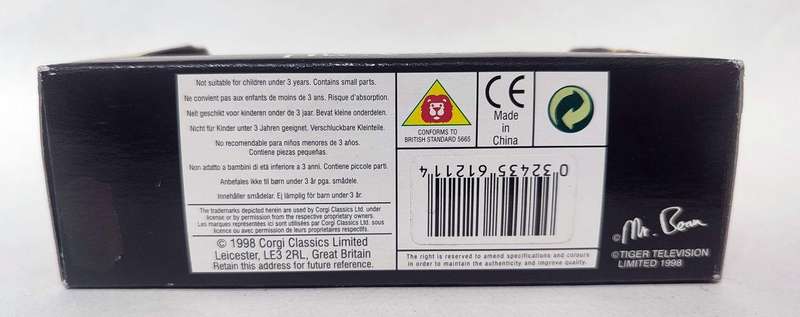 Not suitable for children under 3 years. Contains small parts.
Ne convient pas aux enfants de moins de 3 ans. Risque d'absorption.
Neit geschikt voor kinderen onder de 3 jaar. Bevat kleine onderdelen.
Nicht für Kinder unter 3 Jahren geeignet. Verschluckbare Kleinteile.
No recomendable para niños menores de 3 años.
Contiene piezas pequeñas.
Non adatto a bambini di età inferiore a 3 anni. Contiene piccole parti.
Anbefales ikke til børn under 3 år pga. smådele.
Innehåller smådelar. Ej lämplig för barn under 3 år.
The trademarks depicted herein are used by Corgi Classics Ltd. under
license or by permission from the respective proprietary owners.
Les marques représentées ici sont utilisées par Corgi Classics Ltd. sous
licence ou avec permission de leurs propriétaires respectifs.
© 1998 Corgi Classics Limited
Leicester, LE3 2RL, Great Britain
Retain this address for future reference.
CONFORMS TO
BRITISH STANDARD 5665
CE
Made
in
China
0 32435 61211 4
The right is reserved to amend specifications and colours
in order to maintain the authenticity and improve quality.
© Mr. Bean
©TIGER TELEVISION
LIMITED 1998